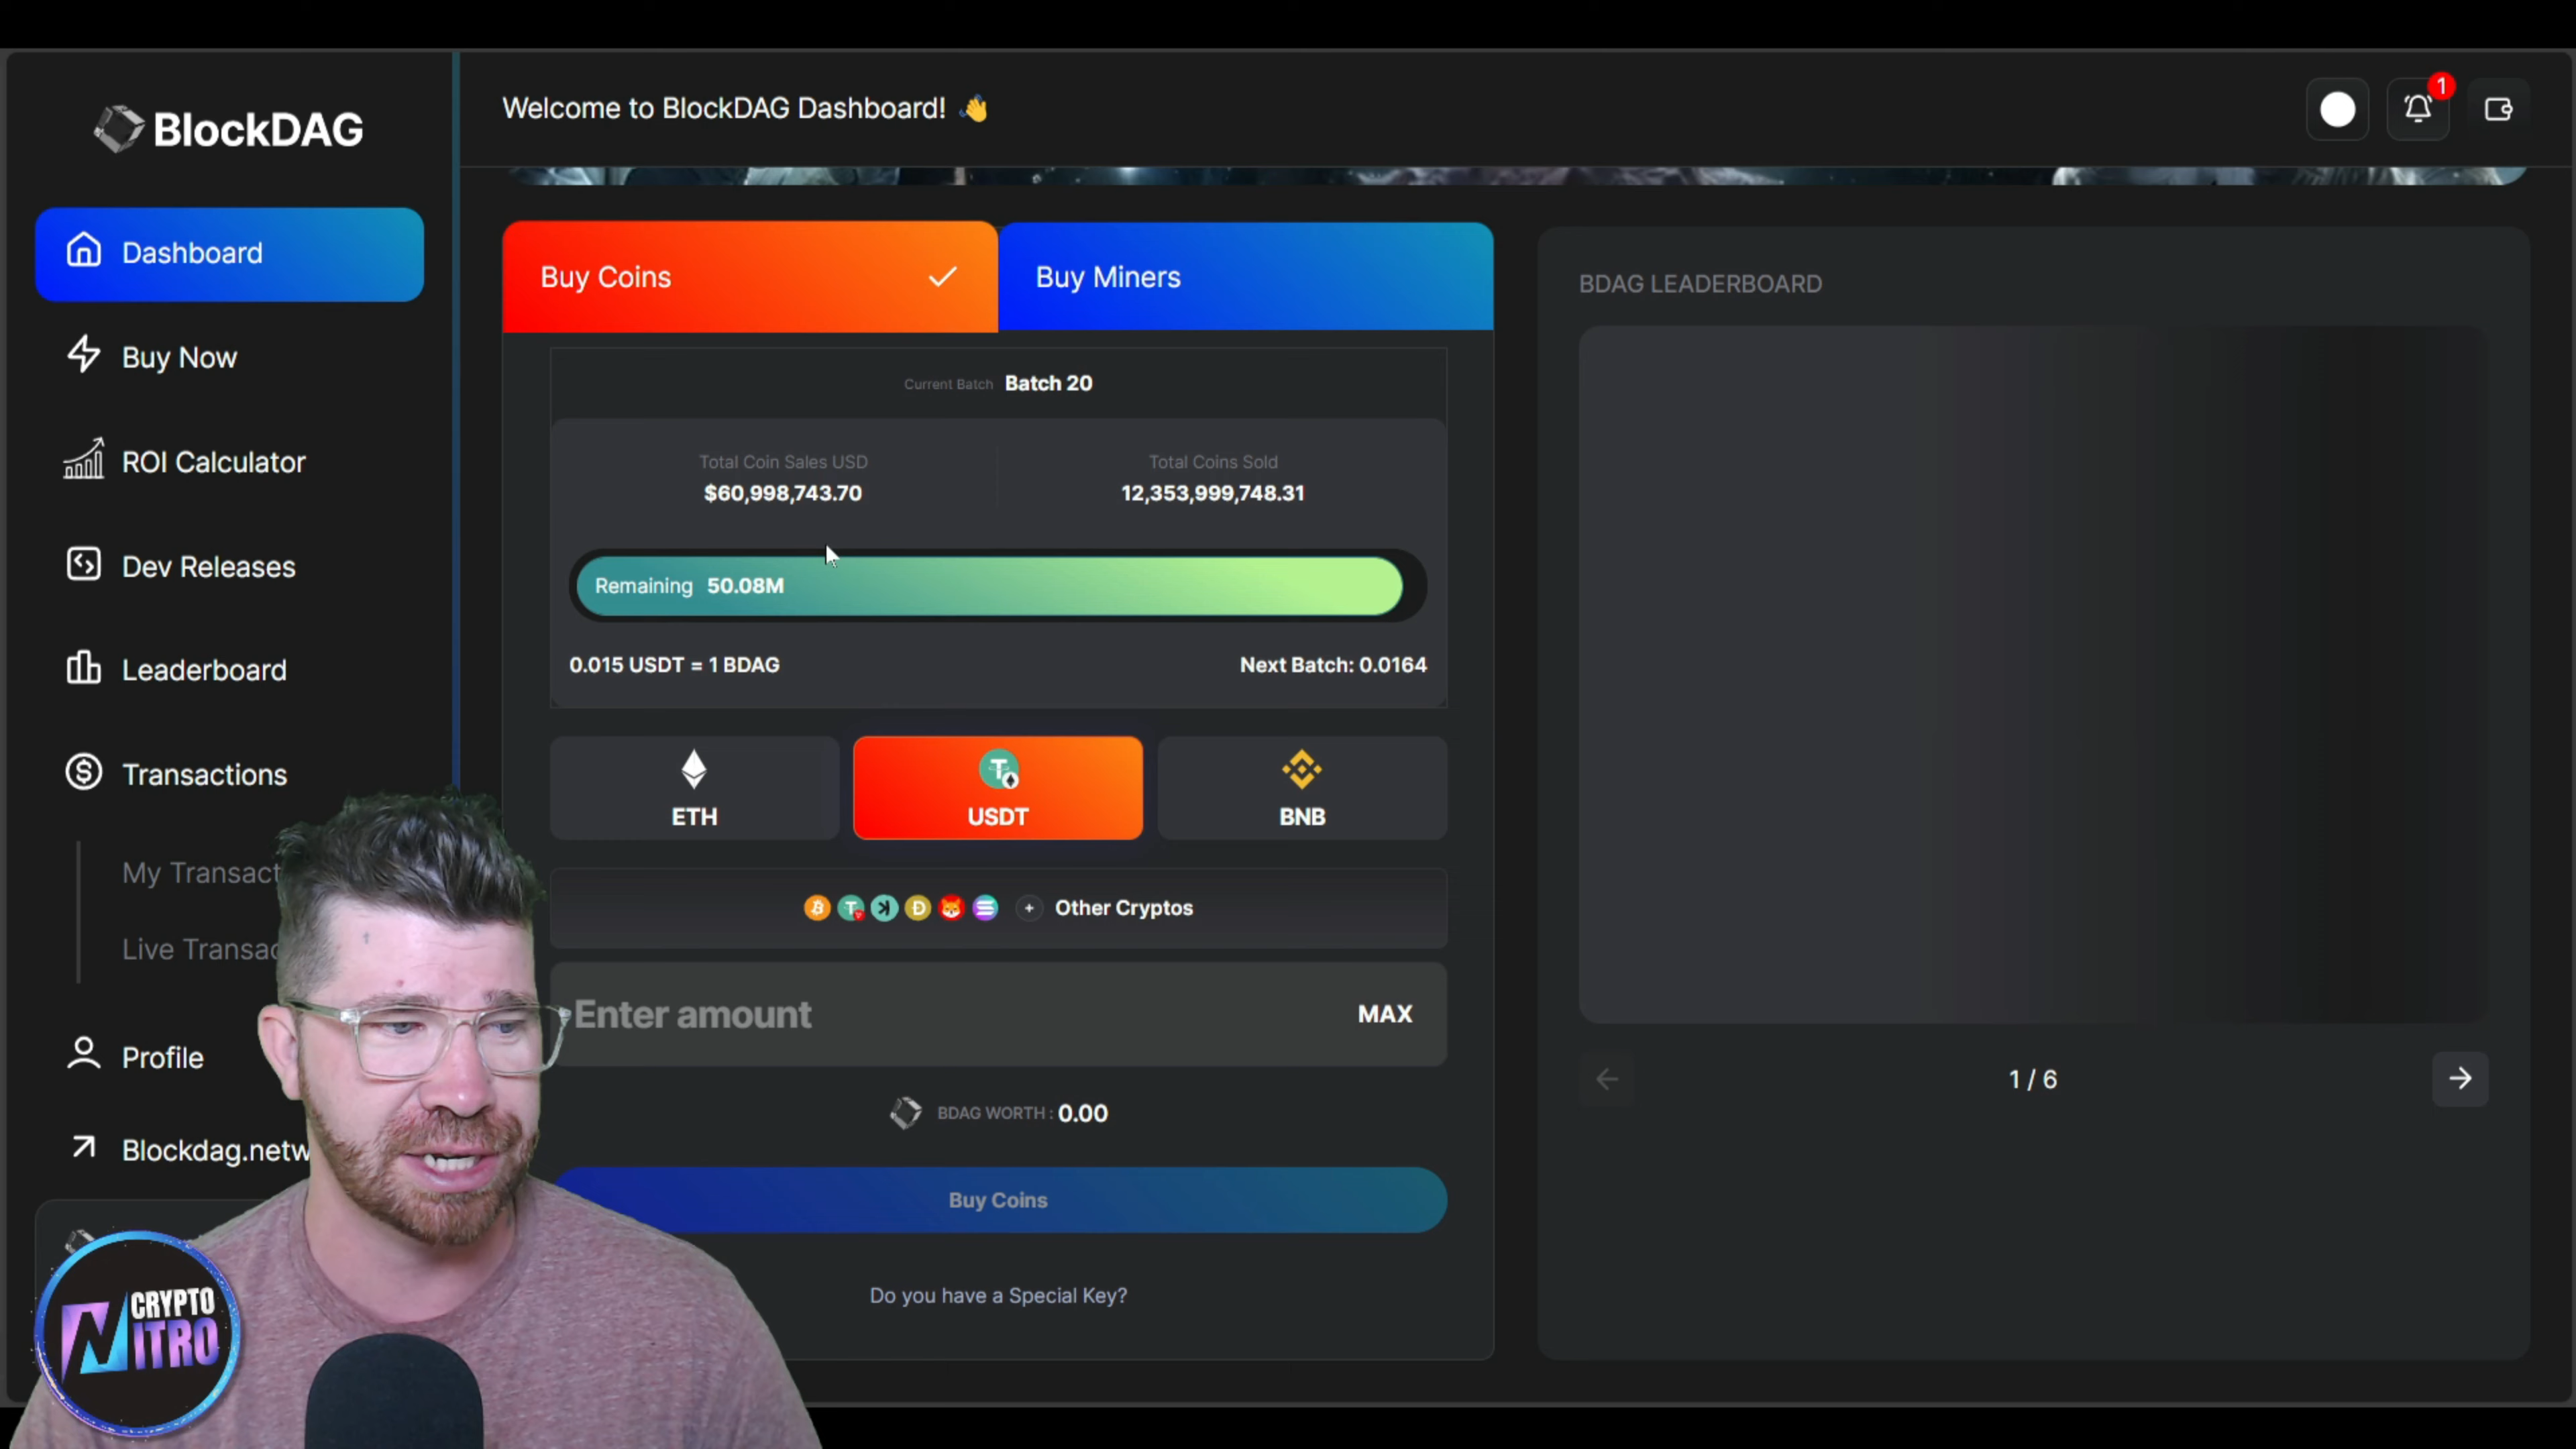 BlockDAG
Welcome to BlockDAG Dashboard! 👋
1
Dashboard
Buy Now
ROI Calculator
Dev Releases
Leaderboard
Transactions
My Transact
Live Transac
Profile
Blockdag.netw
Buy Coins
Buy Miners
Current Batch Batch 20
Total Coin Sales USD
$60,998,743.70
Total Coins Sold
12,353,999,748.31
Remaining 50.08M
0.015 USDT = 1 BDAG
Next Batch: 0.0164
ETH
USDT
BNB
Other Cryptos
Enter amount
MAX
BDAG WORTH : 0.00
Buy Coins
Do you have a Special Key?
BDAG LEADERBOARD
1 / 6
CRYPTO
NITRO